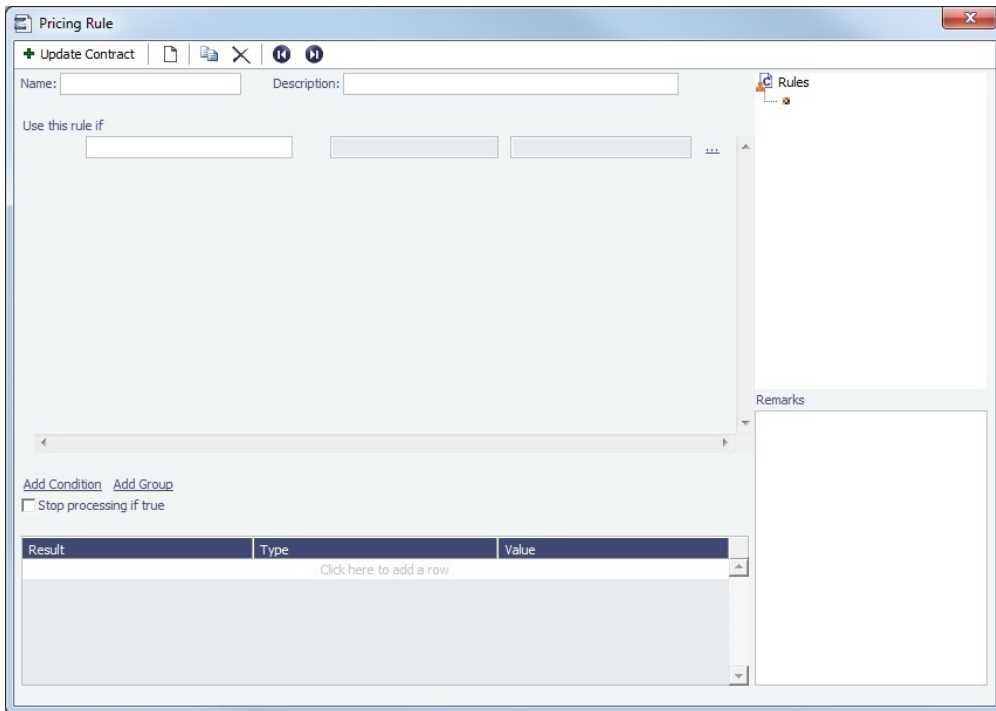 Pricing Rule
Update Contract
Name: Description:
Rules
Use this rule if
...
Remarks
Add Condition Add Group
Stop processing if true
Result Type Value
Click here to add a row